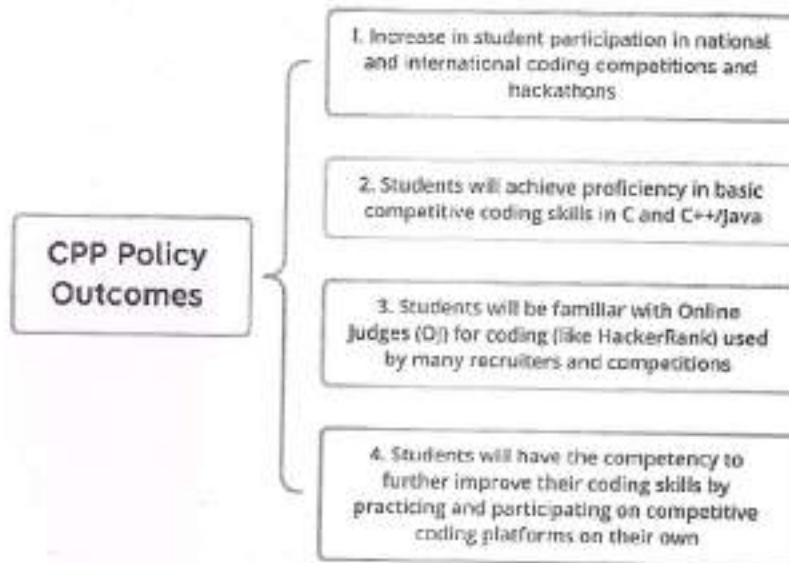 CPP Policy
Outcomes
1. Increase in student participation in national
and international coding competitions and
hackathons
2. Students will achieve proficiency in basic
competitive coding skills in C and C++/Java
3. Students will be familiar with Online
Judges (OJ) for coding (like HackerRank) used
by many recruiters and competitions
4. Students will have the competency to
further improve their coding skills by
practicing and participating on competitive
coding platforms on their own